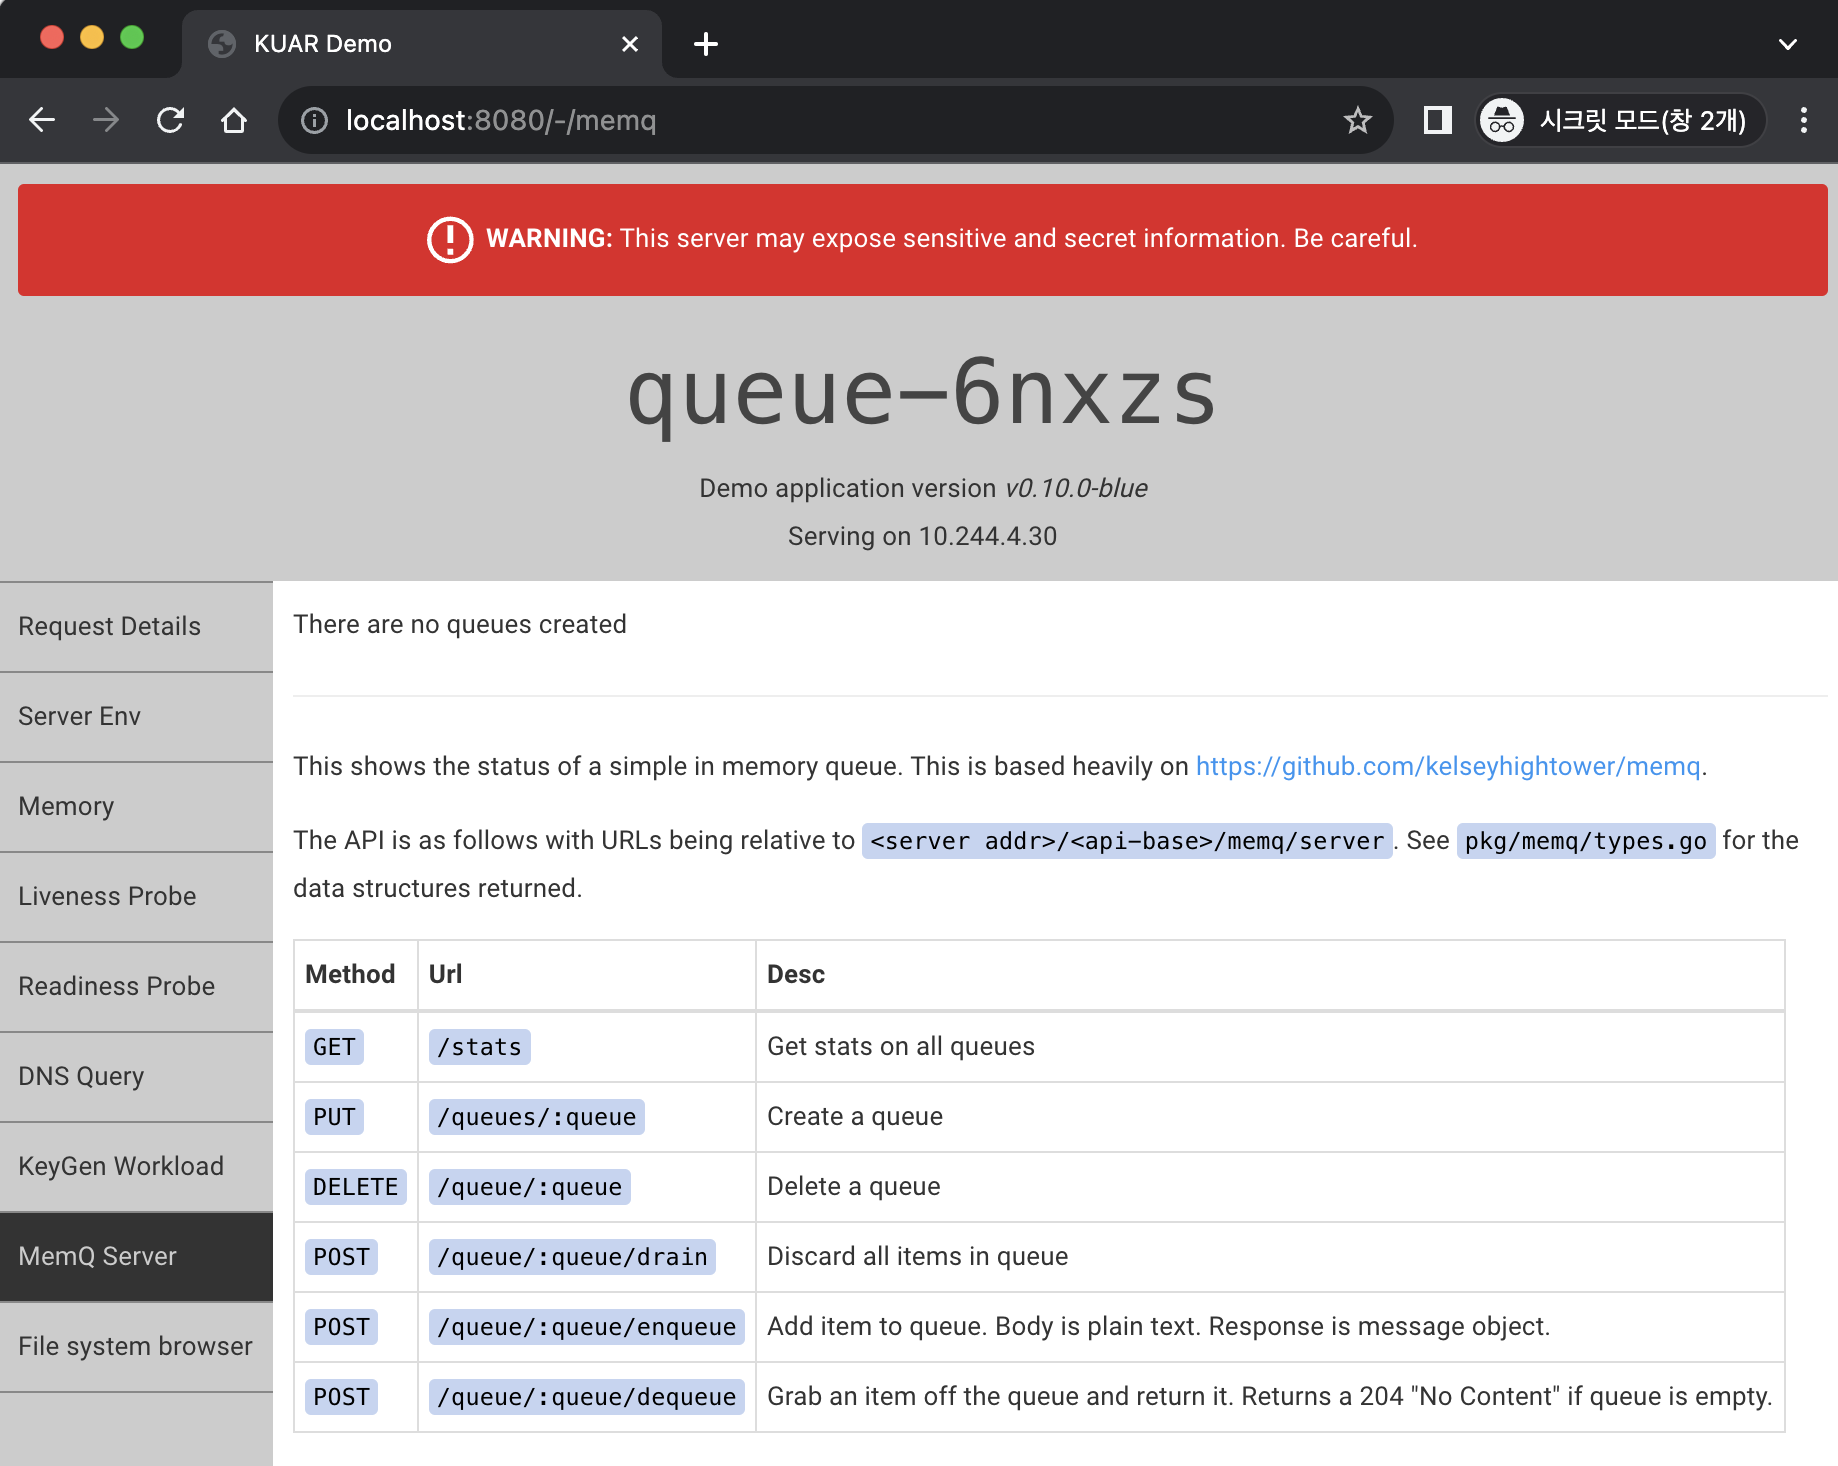 KUAR Demo
localhost:8080/-/memq
시크릿 모드(창 2개)
WARNING: This server may expose sensitive and secret information. Be careful.
queue-6nxzs
Demo application version v0.10.0-blue
Serving on 10.244.4.30
Request Details
Server Env
Memory
Liveness Probe
Readiness Probe
DNS Query
KeyGen Workload
MemQ Server
File system browser
There are no queues created
This shows the status of a simple in memory queue. This is based heavily on https://github.com/kelseyhightower/memq.
The API is as follows with URLs being relative to <server addr>/<api-base>/memq/server. See pkg/memq/types.go for the
data structures returned.
Method Url Desc
GET /stats Get stats on all queues
PUT /queues/:queue Create a queue
DELETE /queue/:queue Delete a queue
POST /queue/:queue/drain Discard all items in queue
POST /queue/:queue/enqueue Add item to queue. Body is plain text. Response is message object.
POST /queue/:queue/dequeue Grab an item off the queue and return it. Returns a 204 "No Content" if queue is empty.